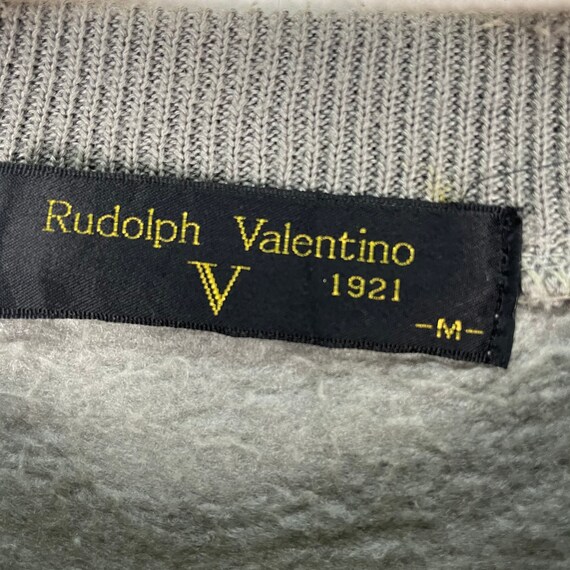 Rudolph Valentino
V 1921
-M-